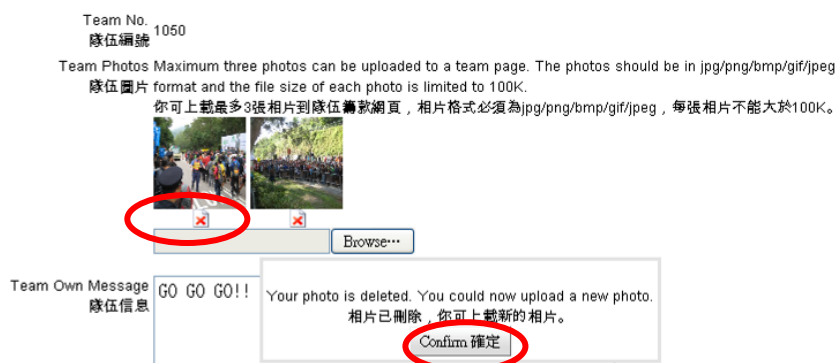 Team No.
隊伍編號
1050
Team Photos
隊伍圖片
Maximum three photos can be uploaded to a team page. The photos should be in jpg/png/bmp/gif/jpeg
format and the file size of each photo is limited to 100K.
你可上載最多3張相片到隊伍籌款網頁，相片格式必須為jpg/png/bmp/gif/jpeg，每張相片不能大於100K。
Browse…
Team Own Message
隊伍信息
GO GO GO!!
Your photo is deleted. You could now upload a new photo.
相片已刪除，你可上載新的相片。
Confirm 確定